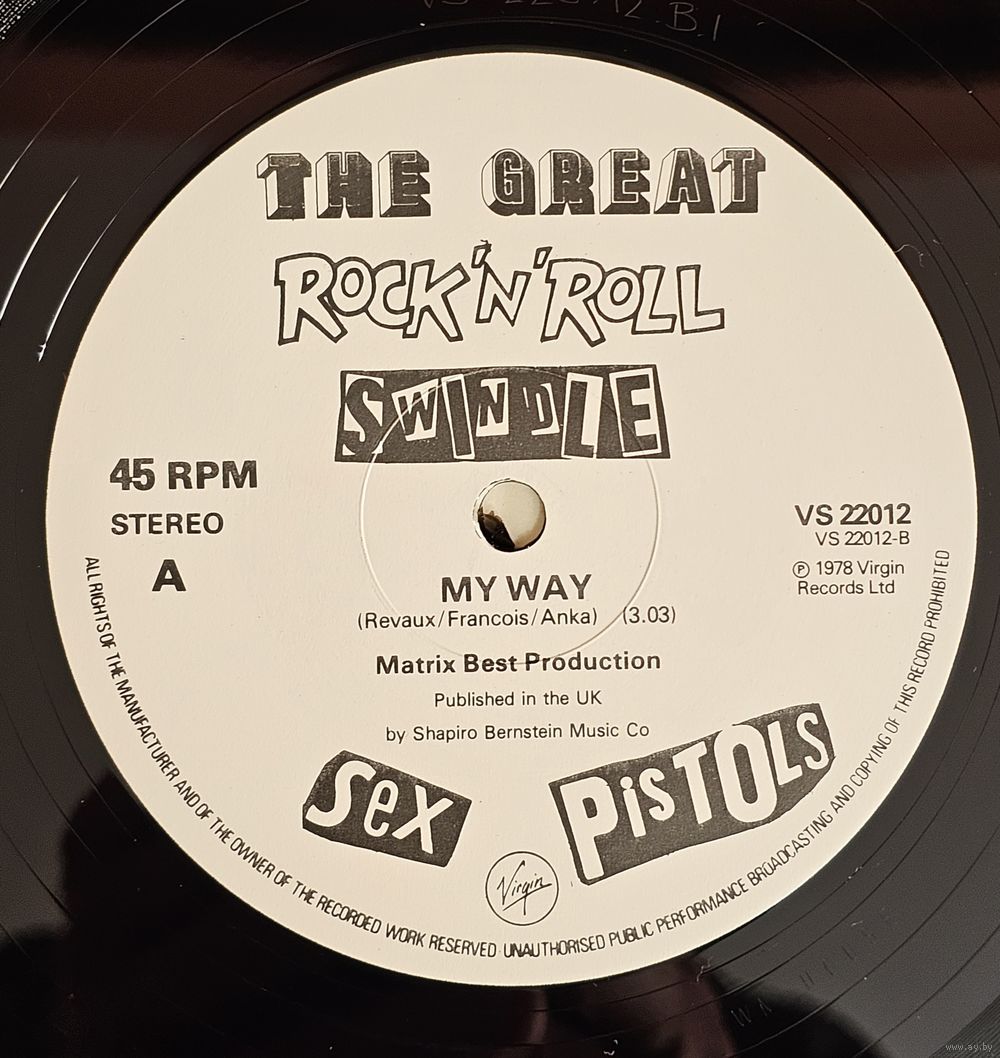 THE GREAT
ROCK 'N' ROLL
SWINDLE
45 RPM
STEREO
A
VS 22012
VS 22012-B
℗ 1978 Virgin
Records Ltd
MY WAY
(Revaux/Francois/Anka) (3.03)
Matrix Best Production
Published in the UK
by Shapiro Bernstein Music Co
SeX PiSTOLS
Virgin
ALL RIGHTS OF THE MANUFACTURER AND OF THE OWNER OF THE RECORDED WORK RESERVED UNAUTHORISED PUBLIC PERFORMANCE BROADCASTING AND COPYING OF THIS RECORD PROHIBITED
www.ay.by